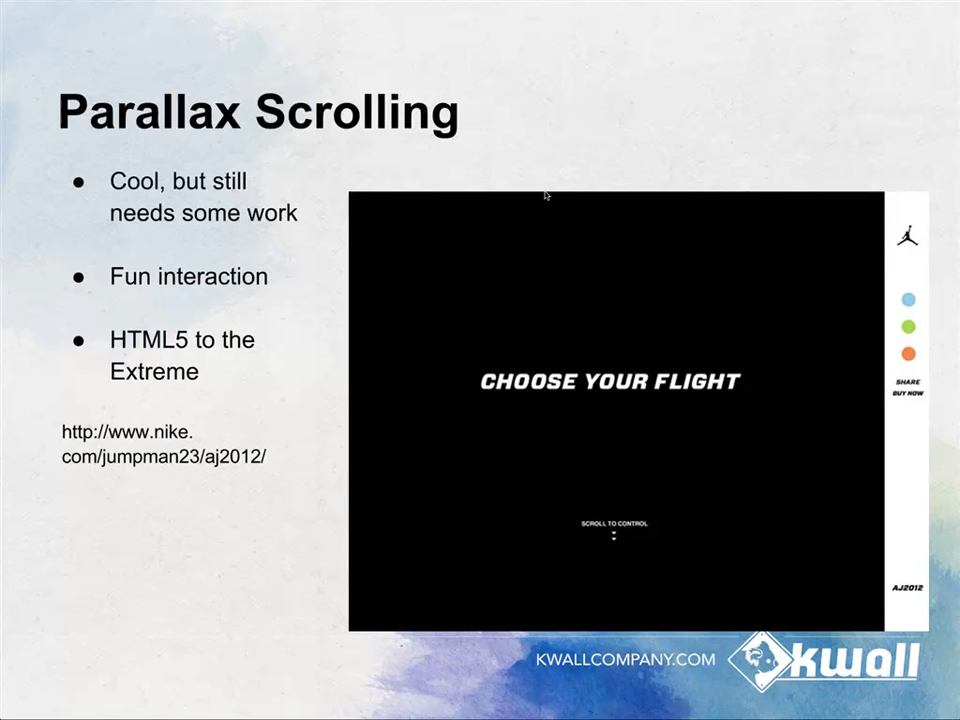 Parallax Scrolling
● Cool, but still
needs some work
● Fun interaction
● HTML5 to the
Extreme
http://www.nike.
com/jumpman23/aj2012/
CHOOSE YOUR FLIGHT
SCROLL TO CONTROL
SHARE
BUY NOW
AJ2012
KWALLCOMPANY.COM
kwall